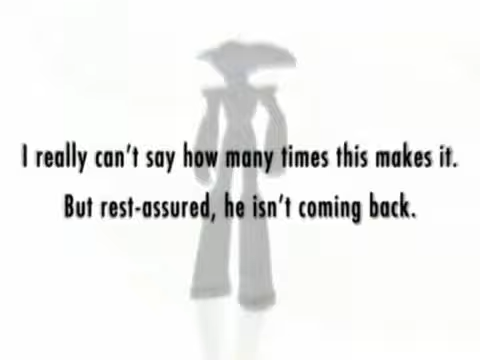 I really can't say how many times this makes it.
But rest-assured, he isn't coming back.